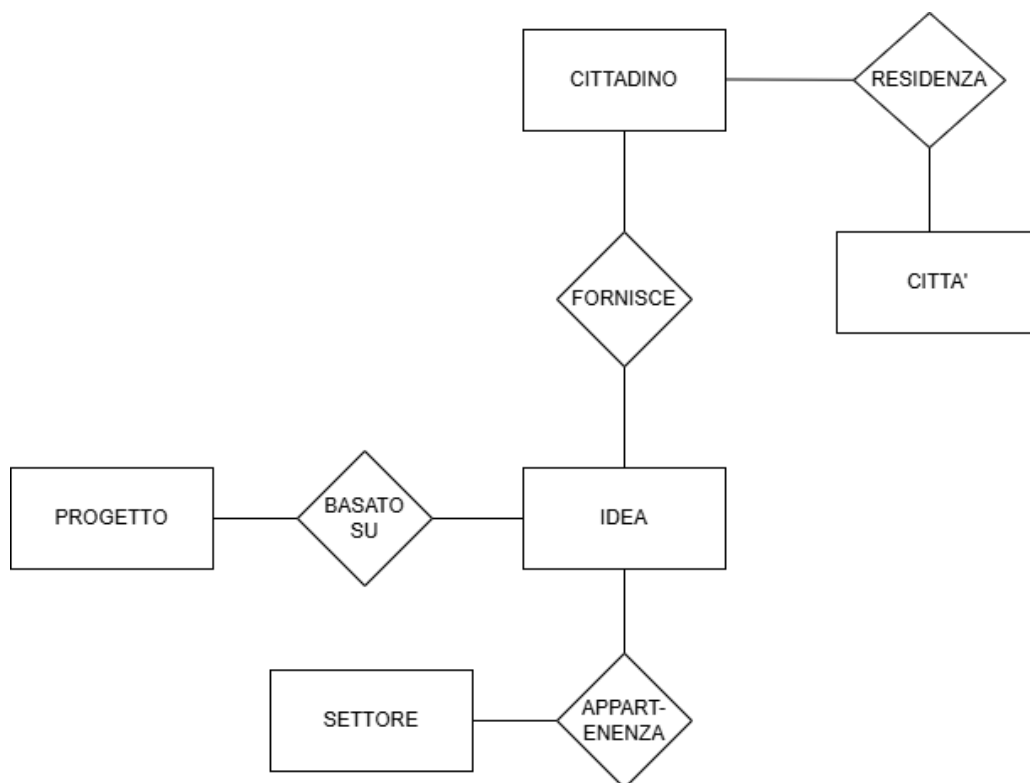 CITTADINO
RESIDENZA
CITTA'
FORNISCE
PROGETTO
BASATO
SU
IDEA
SETTORE
APPART-
ENENZA